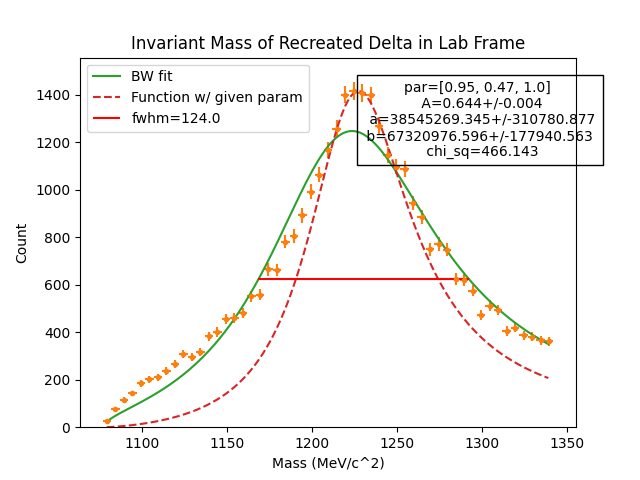 Invariant Mass of Recreated Delta in Lab Frame
BW fit
Function w/ given param
fwhm=124.0
par=[0.95, 0.47, 1.0]
A=0.644+/-0.004
a=38545269.345+/-310780.877
b=67320976.596+/-177940.563
chi_sq=466.143
Count
1400
1200
1000
800
600
400
200
0
1100
1150
1200
1250
1300
1350
Mass (MeV/c^2)